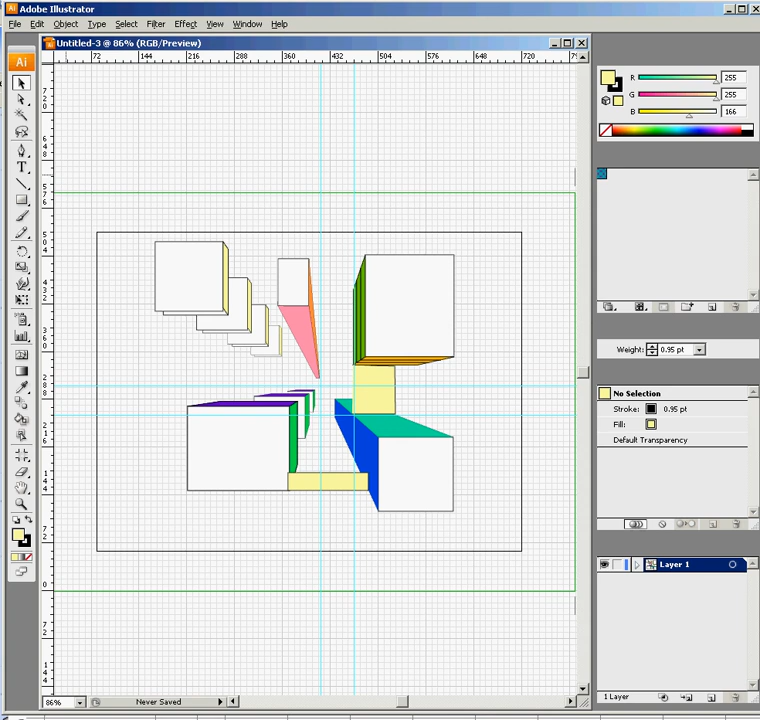 Adobe Illustrator
File Edit Object Type Select Filter Effect View Window Help
Untitled-3 @ 86% (RGB/Preview)
Ai
72 144 216 288 360 432 504 576 648 720 79
R 255
G 255
B 166
Weight: 0.95 pt
No Selection
Stroke: 0.95 pt
Fill:
Default Transparency
Layer 1
1 Layer
86% Never Saved